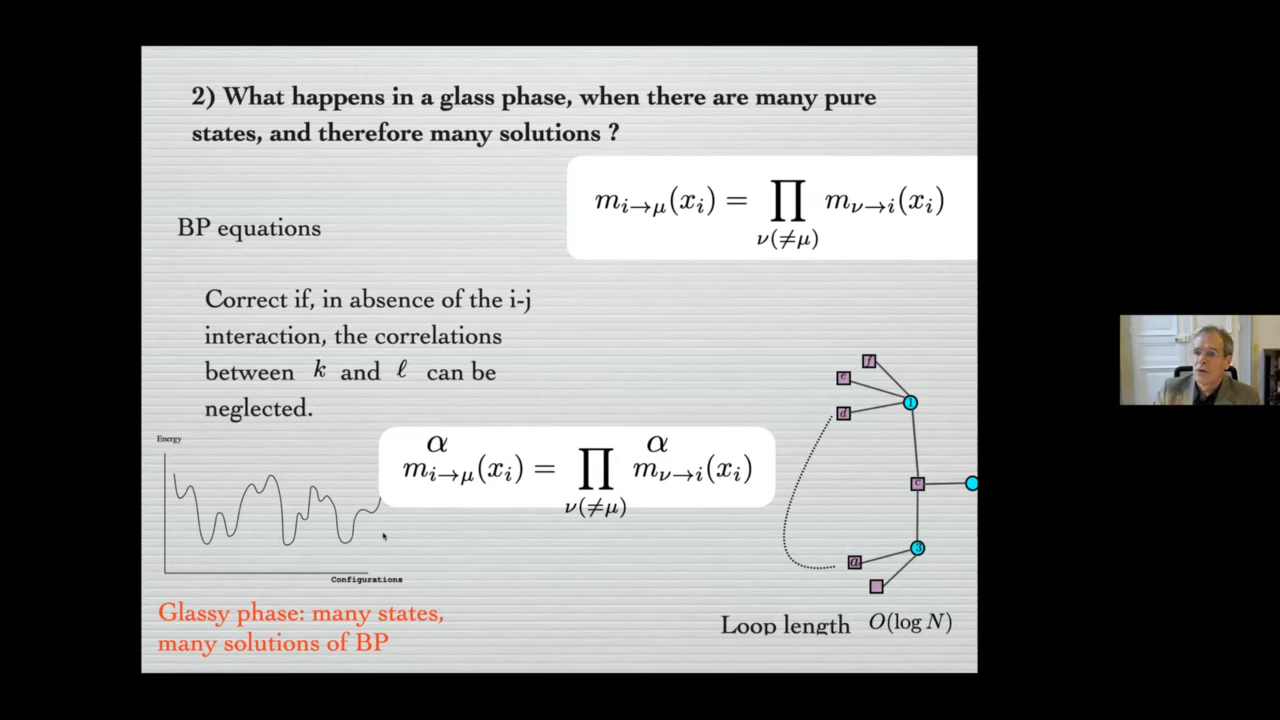 2) What happens in a glass phase, when there are many pure
states, and therefore many solutions ?
m_{i→μ}(x_i) = ∏_{ν(≠μ)} m_{ν→i}(x_i)
BP equations
Correct if, in absence of the i-j
interaction, the correlations
between k and ℓ can be
neglected.
f
e
1
d
c
3
a
Energy
m^α_{i→μ}(x_i) = ∏_{ν(≠μ)} m^α_{ν→i}(x_i)
Configurations
Glassy phase: many states,
many solutions of BP
Loop length O(log N)